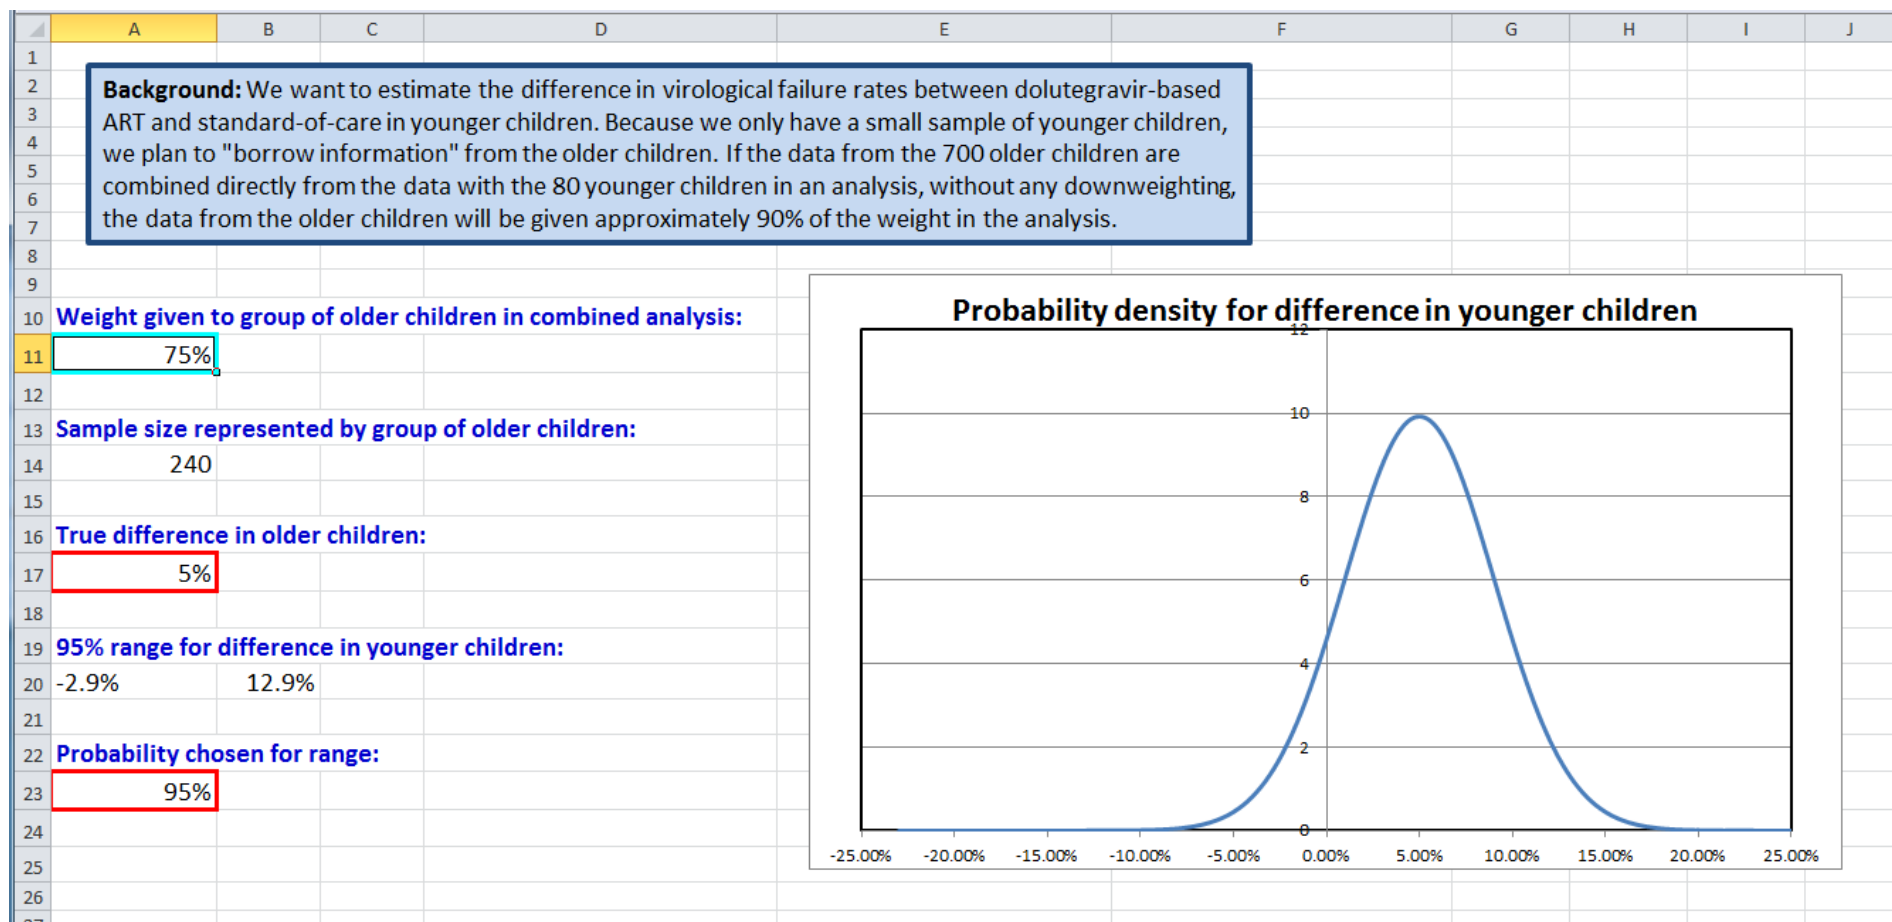 A B C D E F G H I J
1
2
3
4
5
6
7
8
9
10
11
12
13
14
15
16
17
18
19
20
21
22
23
24
25
26
Background: We want to estimate the difference in virological failure rates between dolutegravir-based
ART and standard-of-care in younger children. Because we only have a small sample of younger children,
we plan to "borrow information" from the older children. If the data from the 700 older children are
combined directly from the data with the 80 younger children in an analysis, without any downweighting,
the data from the older children will be given approximately 90% of the weight in the analysis.
Weight given to group of older children in combined analysis:
75%
Sample size represented by group of older children:
240
True difference in older children:
5%
95% range for difference in younger children:
-2.9% 12.9%
Probability chosen for range:
95%
Probability density for difference in younger children
12
10
8
6
4
2
0
-25.00% -20.00% -15.00% -10.00% -5.00% 0.00% 5.00% 10.00% 15.00% 20.00% 25.00%